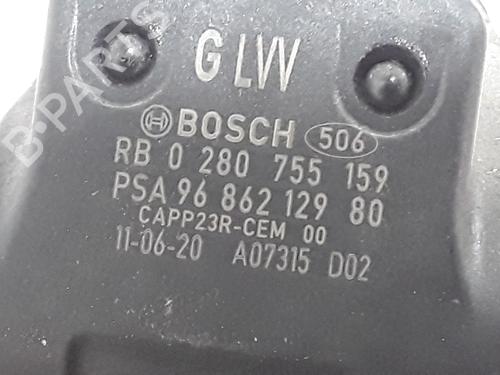 G LVV
BOSCH 506
RB 0 280 755 159
PSA 96 862 129 80
CAPP23R-CEM 00
11-06-20 A07315 D02
B-PARTS